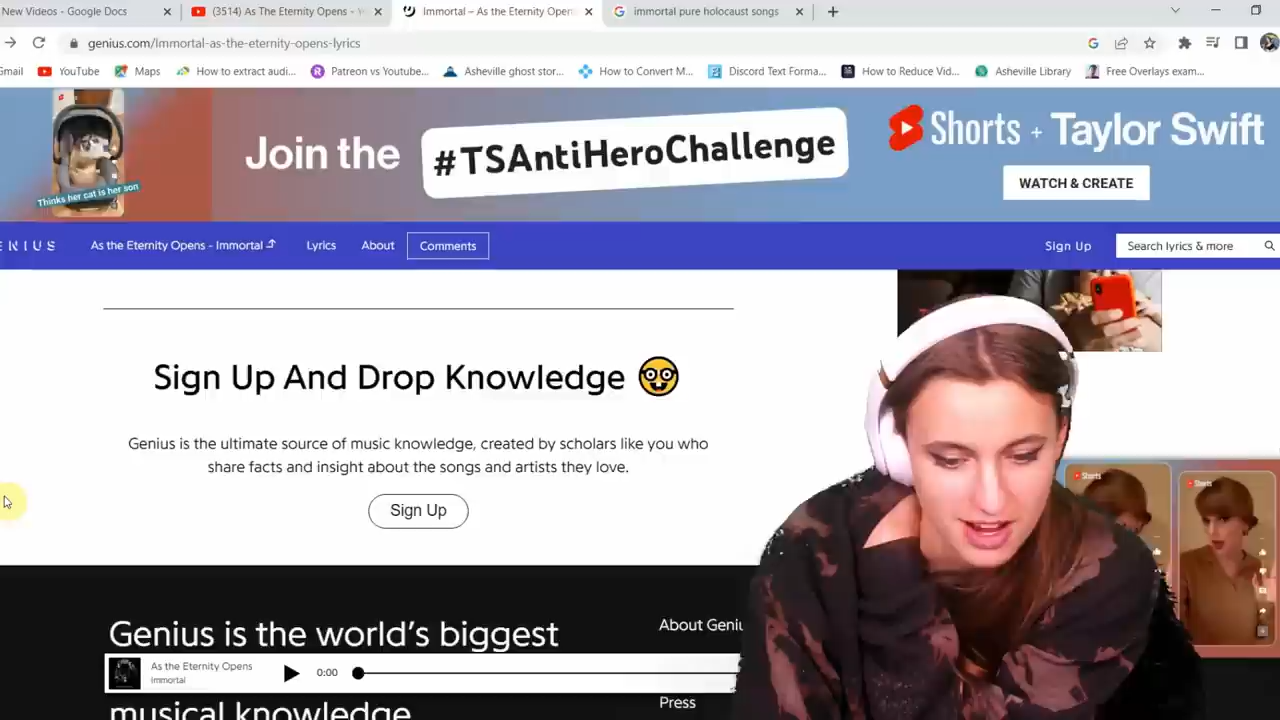 New Videos - Google Docs
(3514) As The Eternity Opens -
Immortal – As the Eternity Open
immortal pure holocaust songs
genius.com/Immortal-as-the-eternity-opens-lyrics
Gmail
YouTube
Maps
How to extract audi...
Patreon vs Youtube...
Asheville ghost stor...
How to Convert M...
Discord Text Forma...
How to Reduce Vid...
Asheville Library
Free Overlays exam...
Thinks her cat is her son
Join the
#TSAntiHeroChallenge
Shorts + Taylor Swift
WATCH & CREATE
ENIUS
As the Eternity Opens - Immortal
Lyrics
About
Comments
Sign Up
Search lyrics & more
Sign Up And Drop Knowledge
Genius is the ultimate source of music knowledge, created by scholars like you who
share facts and insight about the songs and artists they love.
Sign Up
Shorts
Shorts
Genius is the world's biggest
About Geniu
As the Eternity Opens
Immortal
0:00
Press
musical knowledge